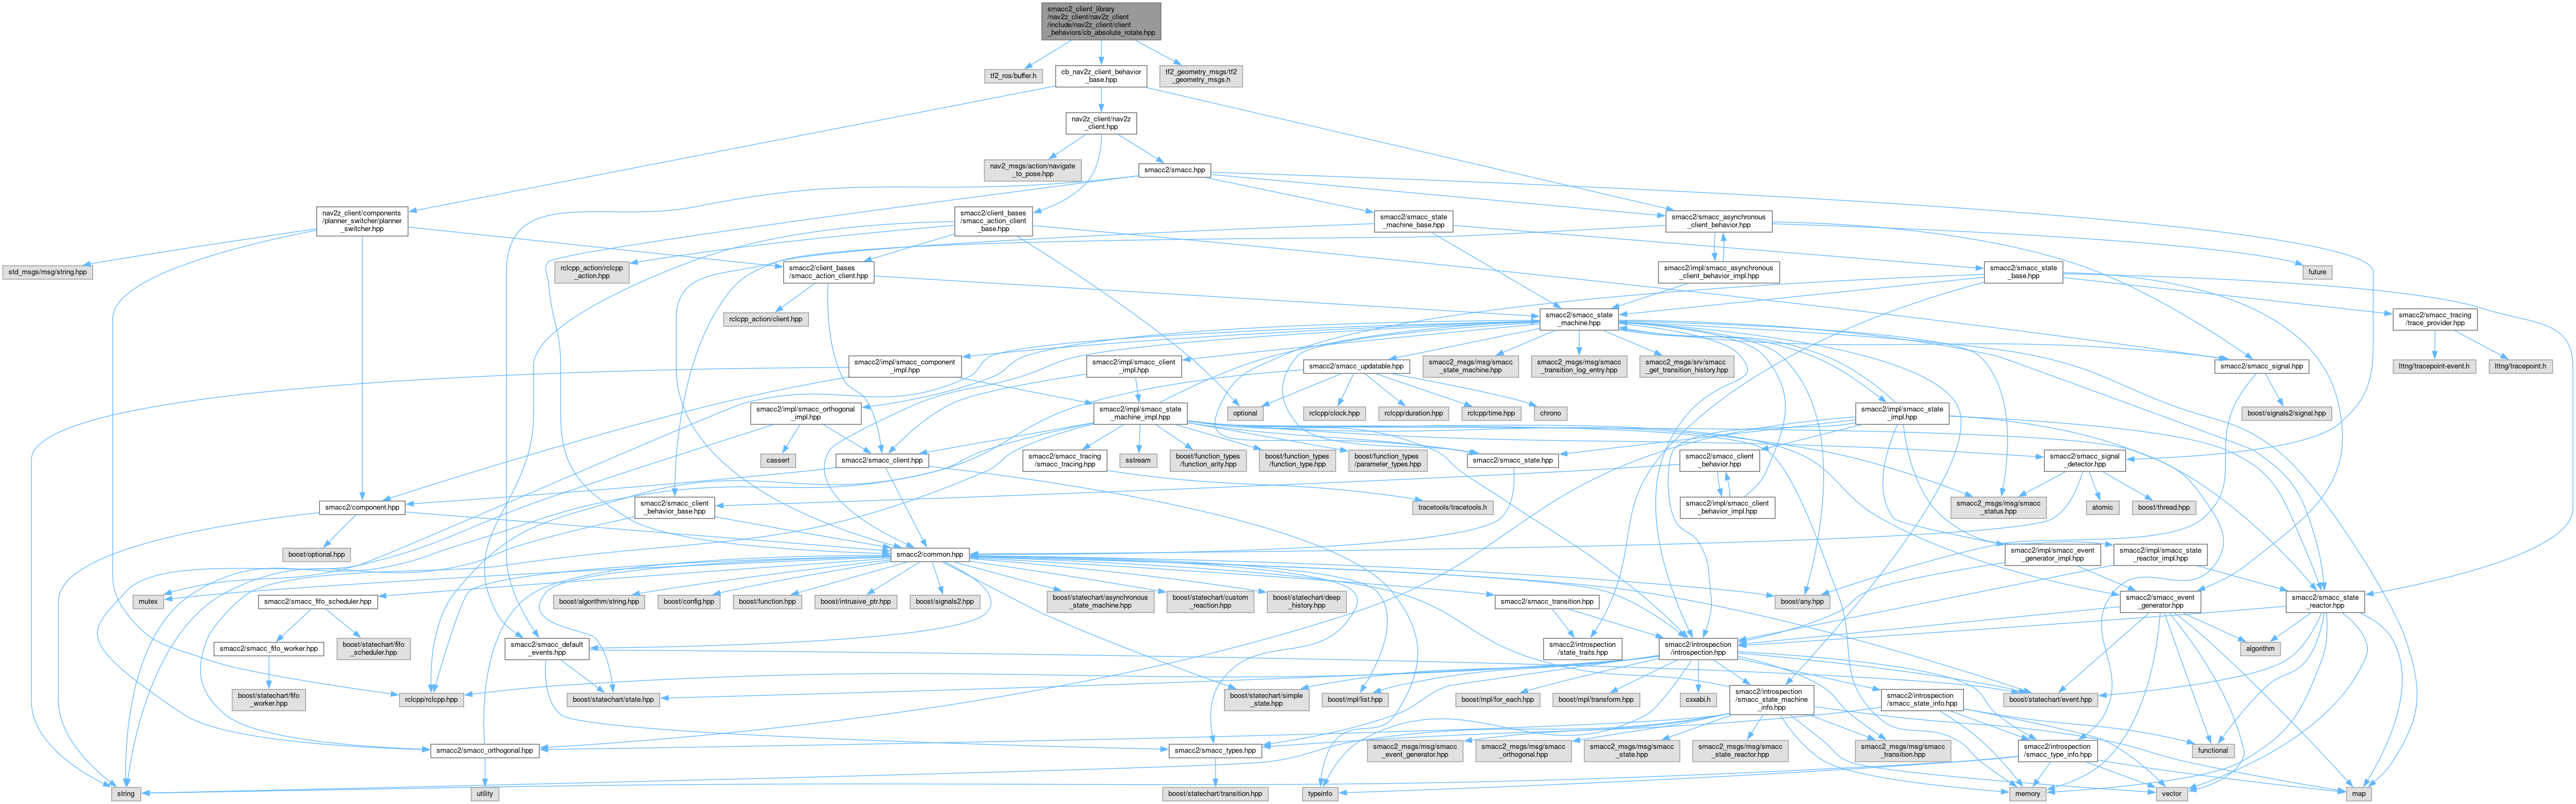 smacc2_client_library
/nav2z_client/nav2z_client
/include/nav2z_client/client
_behaviors/cb_absolute_rotate.hpp
tf2_ros/buffer.h
cb_nav2z_client_behavior
_base.hpp
tf2_geometry_msgs/tf2
_geometry_msgs.h
nav2z_client/nav2z
_client.hpp
nav2_msgs/action/navigate
_to_pose.hpp
smacc2/smacc.hpp
nav2z_client/components
/planner_switcher/planner
_switcher.hpp
smacc2/client_bases
/smacc_action_client
_base.hpp
smacc2/smacc_state
_machine_base.hpp
smacc2/smacc_asynchronous
_client_behavior.hpp
std_msgs/msg/string.hpp
rclcpp_action/rclcpp
_action.hpp
smacc2/client_bases
/smacc_action_client.hpp
smacc2/impl/smacc_asynchronous
_client_behavior_impl.hpp
smacc2/smacc_state
_base.hpp
future
rclcpp_action/client.hpp
smacc2/smacc_state
_machine.hpp
smacc2/smacc_tracing
/trace_provider.hpp
smacc2/impl/smacc_component
_impl.hpp
smacc2/impl/smacc_client
_impl.hpp
smacc2/smacc_updatable.hpp
smacc2_msgs/msg/smacc
_state_machine.hpp
smacc2_msgs/msg/smacc
_transition_log_entry.hpp
smacc2_msgs/srv/smacc
_get_transition_history.hpp
smacc2/smacc_signal.hpp
lttng/tracepoint-event.h
lttng/tracepoint.h
smacc2/impl/smacc_orthogonal
_impl.hpp
smacc2/impl/smacc_state
_machine_impl.hpp
optional
rclcpp/clock.hpp
rclcpp/duration.hpp
rclcpp/time.hpp
chrono
smacc2/impl/smacc_state
_impl.hpp
boost/signals2/signal.hpp
cassert
smacc2/smacc_client.hpp
smacc2/smacc_tracing
/smacc_tracing.hpp
sstream
boost/function_types
/function_arity.hpp
boost/function_types
/function_type.hpp
boost/function_types
/parameter_types.hpp
smacc2/smacc_state.hpp
smacc2/smacc_client
_behavior.hpp
smacc2/smacc_signal
_detector.hpp
smacc2/component.hpp
smacc2/smacc_client
_behavior_base.hpp
tracetools/tracetools.h
smacc2/impl/smacc_client
_behavior_impl.hpp
smacc2_msgs/msg/smacc
_status.hpp
atomic
boost/thread.hpp
boost/optional.hpp
smacc2/common.hpp
smacc2/impl/smacc_event
_generator_impl.hpp
smacc2/impl/smacc_state
_reactor_impl.hpp
mutex
smacc2/smacc_fifo_scheduler.hpp
boost/algorithm/string.hpp
boost/config.hpp
boost/function.hpp
boost/intrusive_ptr.hpp
boost/signals2.hpp
boost/statechart/asynchronous
_state_machine.hpp
boost/statechart/custom
_reaction.hpp
boost/statechart/deep
_history.hpp
smacc2/smacc_transition.hpp
boost/any.hpp
smacc2/smacc_event
_generator.hpp
smacc2/smacc_state
_reactor.hpp
smacc2/smacc_fifo_worker.hpp
boost/statechart/fifo
_scheduler.hpp
smacc2/smacc_default
_events.hpp
smacc2/introspection
/state_traits.hpp
smacc2/introspection
/introspection.hpp
algorithm
boost/statechart/fifo
_worker.hpp
rclcpp/rclcpp.hpp
boost/statechart/state.hpp
boost/statechart/simple
_state.hpp
boost/mpl/list.hpp
boost/mpl/for_each.hpp
boost/mpl/transform.hpp
cxxabi.h
smacc2/introspection
/smacc_state_machine
_info.hpp
smacc2/introspection
/smacc_state_info.hpp
boost/statechart/event.hpp
smacc2/smacc_orthogonal.hpp
smacc2/smacc_types.hpp
smacc2_msgs/msg/smacc
_event_generator.hpp
smacc2_msgs/msg/smacc
_orthogonal.hpp
smacc2_msgs/msg/smacc
_state.hpp
smacc2_msgs/msg/smacc
_state_reactor.hpp
smacc2_msgs/msg/smacc
_transition.hpp
smacc2/introspection
/smacc_type_info.hpp
functional
string
utility
boost/statechart/transition.hpp
typeinfo
memory
vector
map